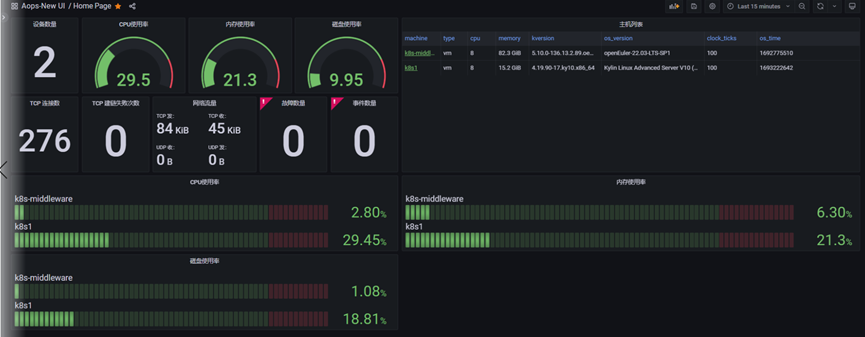 Aops-New UI / Home Page
Last 15 minutes
设备数量
2
CPU使用率
29.5
内存使用率
21.3
磁盘使用率
9.95
主机列表
machine type cpu memory kversion os_version clock_ticks os_time
k8s-middl... vm 8 82.3 GiB 5.10.0-136.13.2.89.oe... openEuler-22.03-LTS-SP1 100 1692775510
k8s1 vm 8 15.2 GiB 4.19.90-17.ky10.x86_64 Kylin Linux Advanced Server V10 (... 100 1693222642
TCP 连接数
276
TCP 建链失败次数
0
网络流量
TCP 发: TCP 收:
84 KiB 45 KiB
UDP 收: UDP 发:
0 B 0 B
故障数量
0
事件数量
0
CPU使用率
k8s-middleware
2.80%
k8s1
29.45%
内存使用率
k8s-middleware
6.30%
k8s1
21.3%
磁盘使用率
k8s-middleware
1.08%
k8s1
18.81%